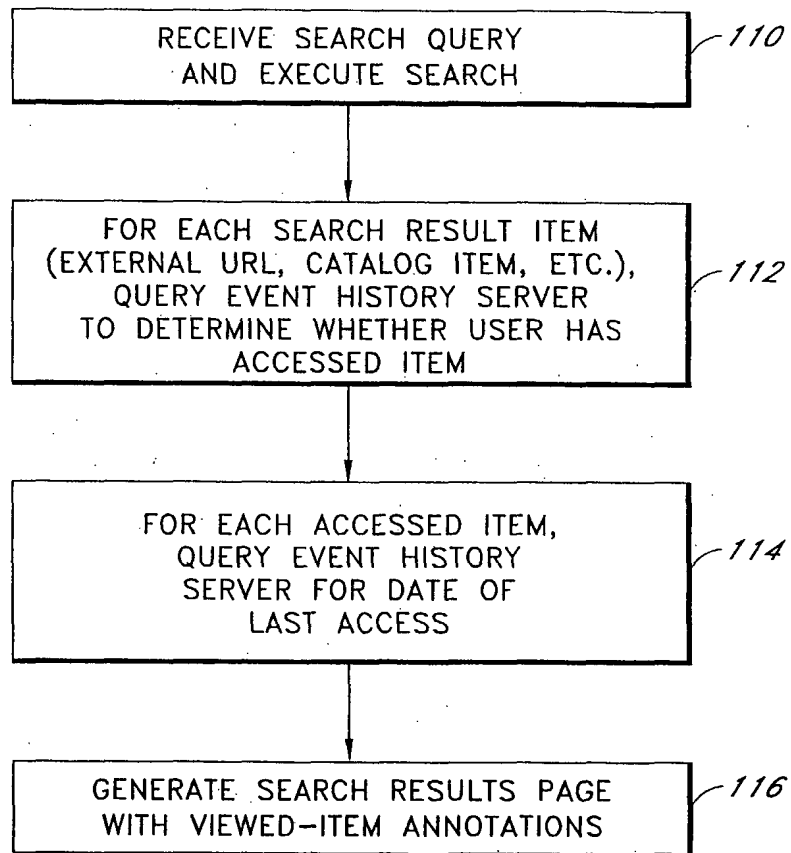 RECEIVE SEARCH QUERY
AND EXECUTE SEARCH
110
FOR EACH SEARCH RESULT ITEM
(EXTERNAL URL, CATALOG ITEM, ETC.),
QUERY EVENT HISTORY SERVER
TO DETERMINE WHETHER USER HAS
ACCESSED ITEM
112
FOR EACH ACCESSED ITEM,
QUERY EVENT HISTORY
SERVER FOR DATE OF
LAST ACCESS
114
GENERATE SEARCH RESULTS PAGE
WITH VIEWED-ITEM ANNOTATIONS
116